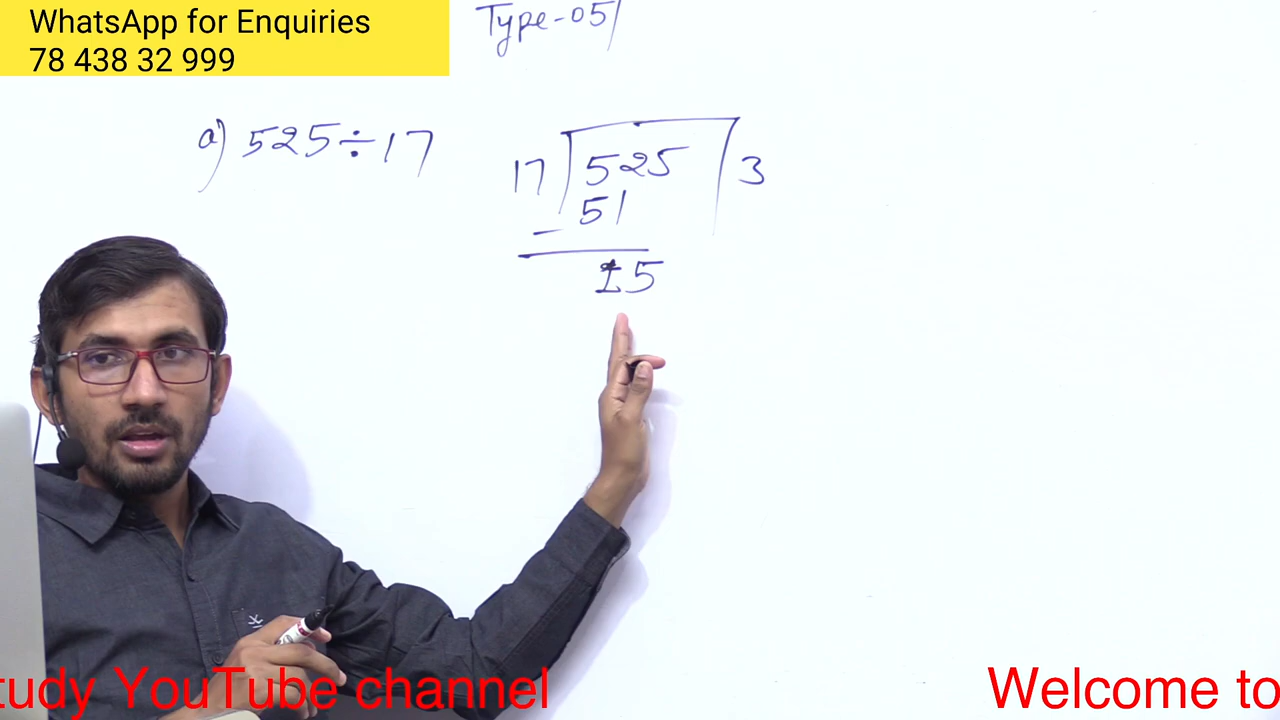 WhatsApp for Enquiries
78 438 32 999
Type-05/
a) 525÷17
17 525 3
51
-
15
tudy YouTube channel Welcome to